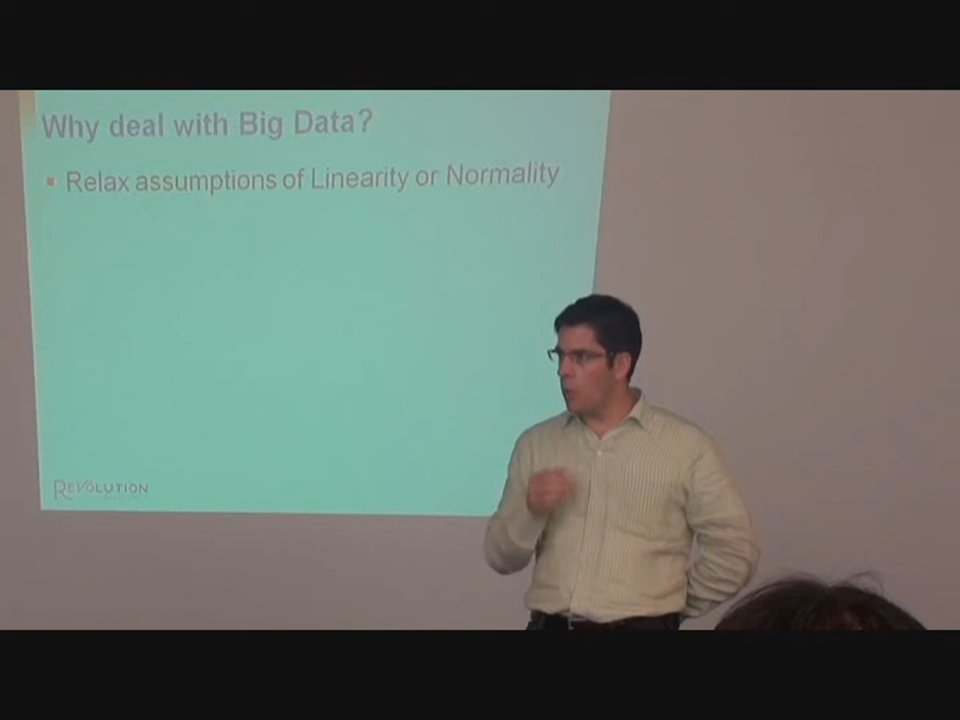 Why deal with Big Data?
Relax assumptions of Linearity or Normality
REVOLUTION